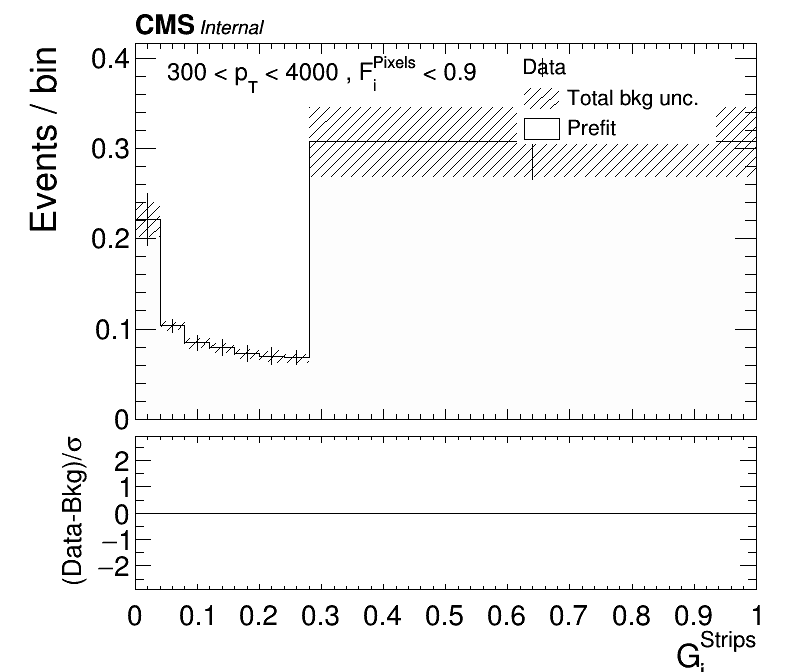 CMS Internal
300 < p_T < 4000 , F_i^Pixels < 0.9
Data
Total bkg unc.
Prefit
Events / bin
0.4
0.3
0.2
0.1
0
(Data-Bkg)/σ
2
1
0
−1
−2
0 0.1 0.2 0.3 0.4 0.5 0.6 0.7 0.8 0.9 1
G_i^Strips